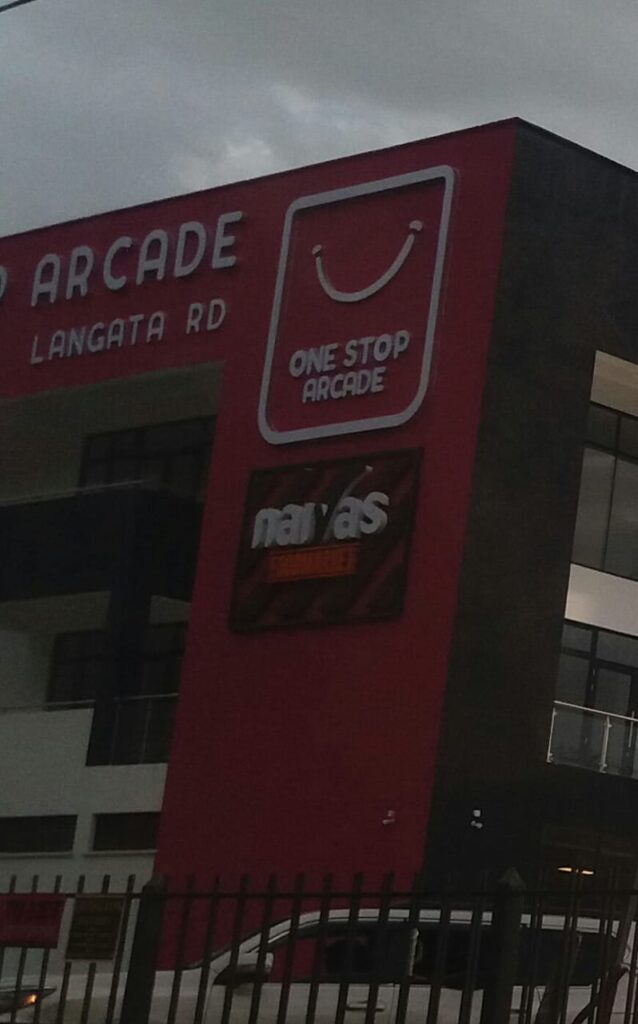 ARCADE
LANGATA RD
ONE STOP
ARCADE
naivas